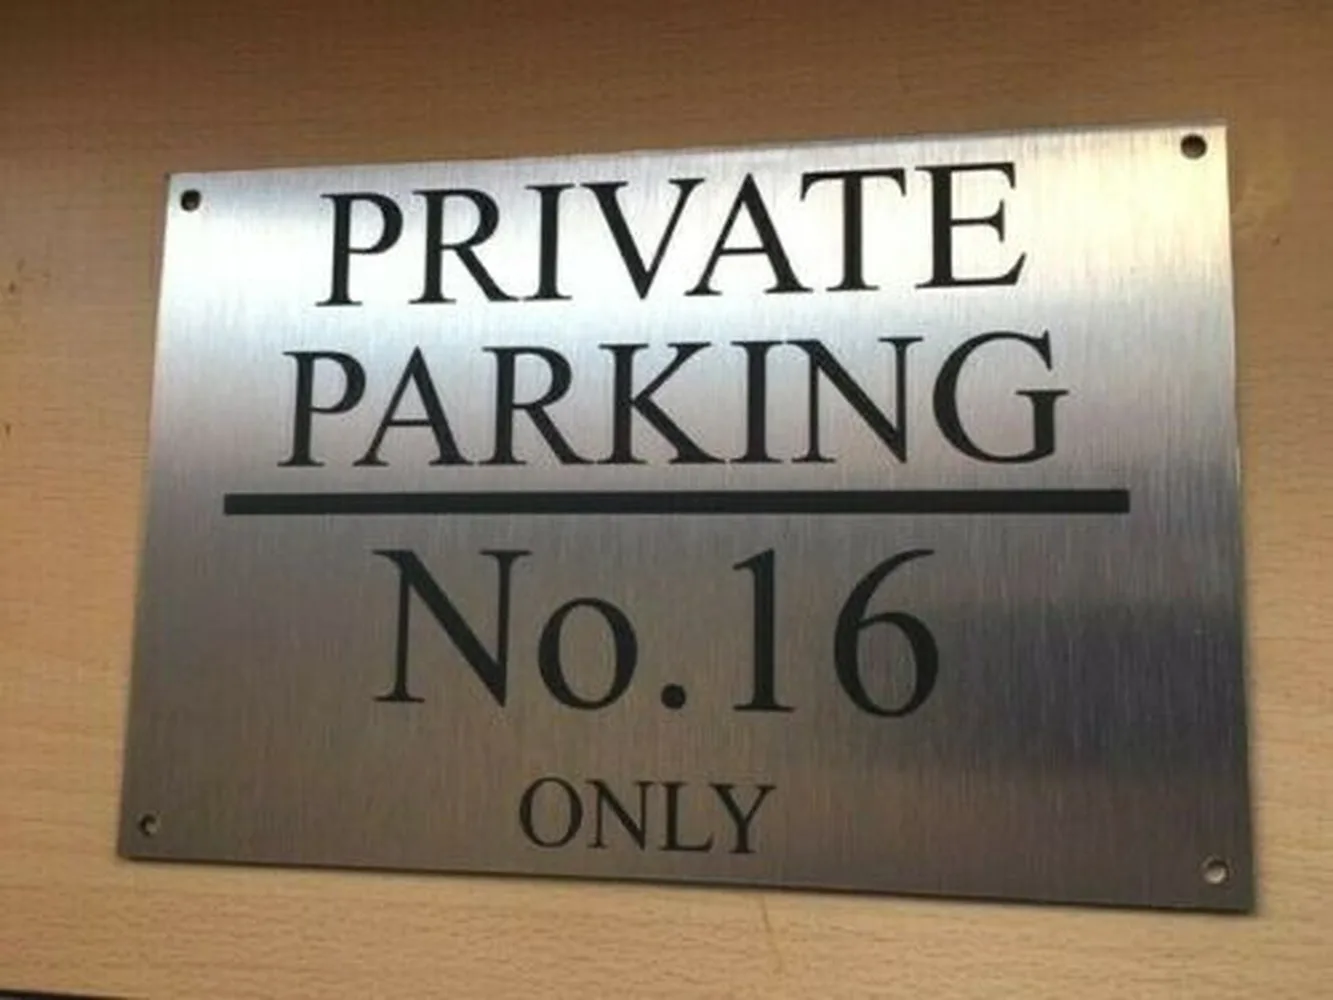 PRIVATE
PARKING
No.16
ONLY